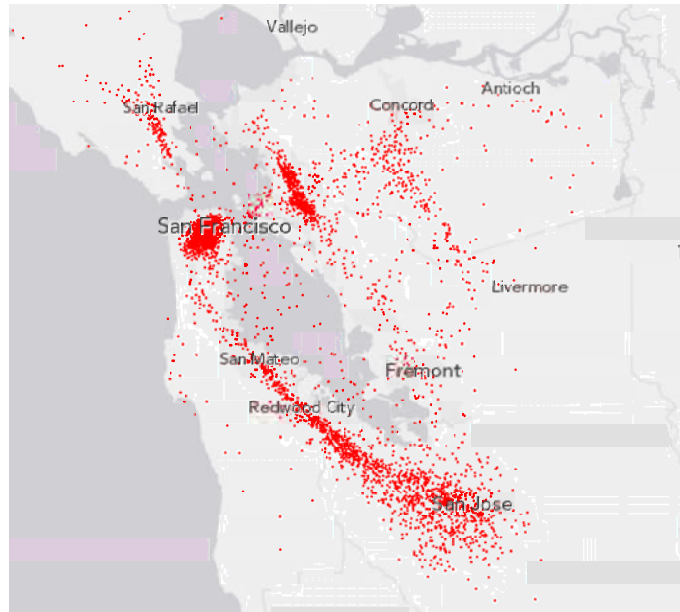 Vallejo
Antioch
Concord
San Rafael
San Francisco
Livermore
San Mateo
Fremont
Redwood City
San Jose